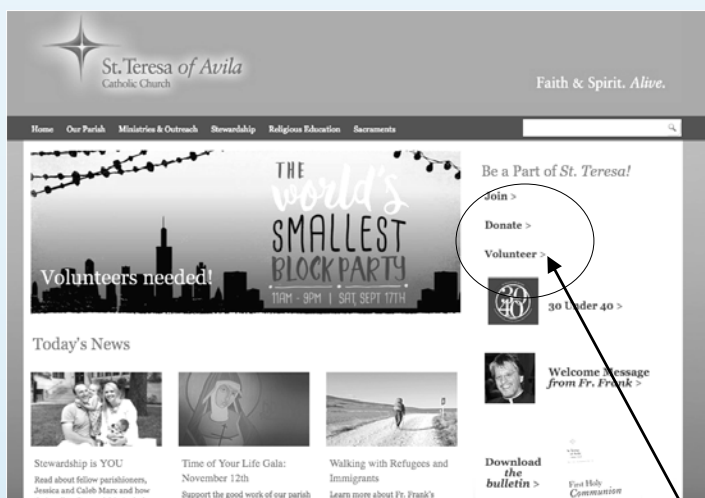 St. Teresa of Avila
Catholic Church
Faith & Spirit. Alive.
Home Our Parish Ministries & Outreach Stewardship Religious Education Sacraments
THE
world's
SMALLEST
BLOCK PARTY
11AM - 9PM | SAT, SEPT 17TH
Volunteers needed!
Be a Part of St. Teresa!
Join >
Donate >
Volunteer >
30
40
30 Under 40 >
Welcome Message
from Fr. Frank >
Download
the
bulletin >
First Holy
Communion
Today's News
Stewardship is YOU
Read about fellow parishioners,
Jessica and Caleb Marx and how
Time of Your Life Gala:
November 12th
Support the good work of our parish
Walking with Refugees and
Immigrants
Learn more about Fr. Frank's